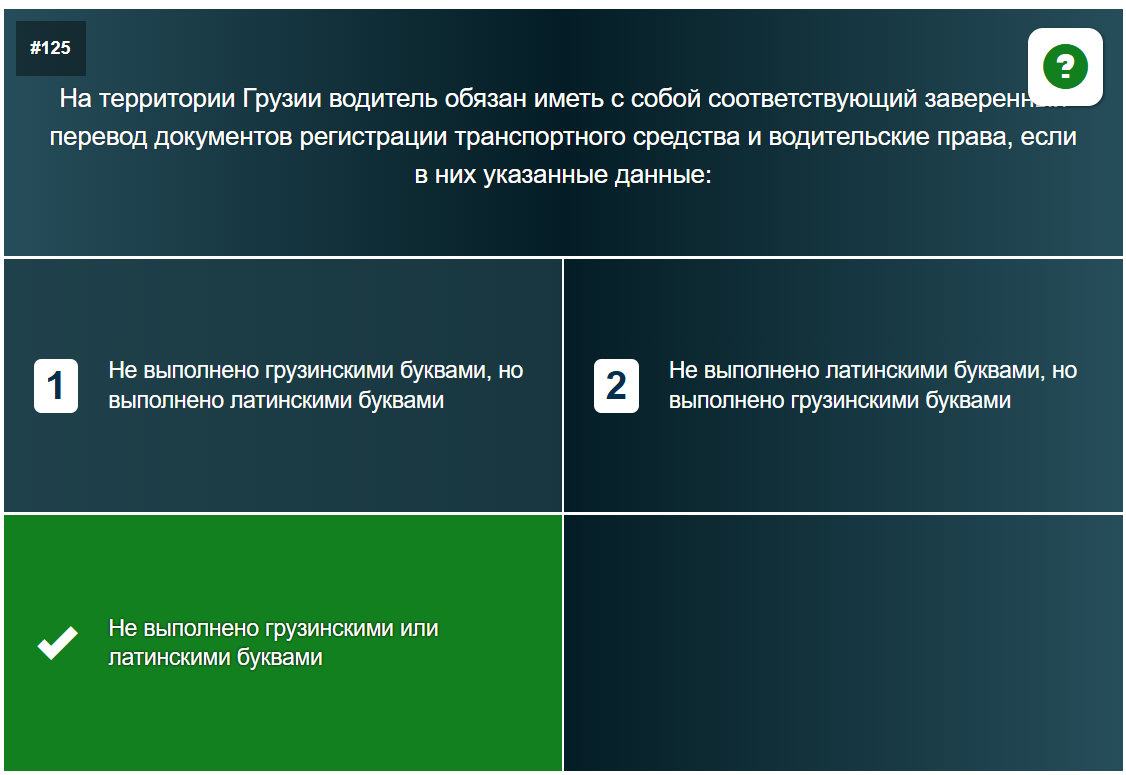 #125
?
На территории Грузии водитель обязан иметь с собой соответствующий заверенный
перевод документов регистрации транспортного средства и водительские права, если
в них указанные данные:
1
Не выполнено грузинскими буквами, но
выполнено латинскими буквами
2
Не выполнено латинскими буквами, но
выполнено грузинскими буквами
Не выполнено грузинскими или
латинскими буквами